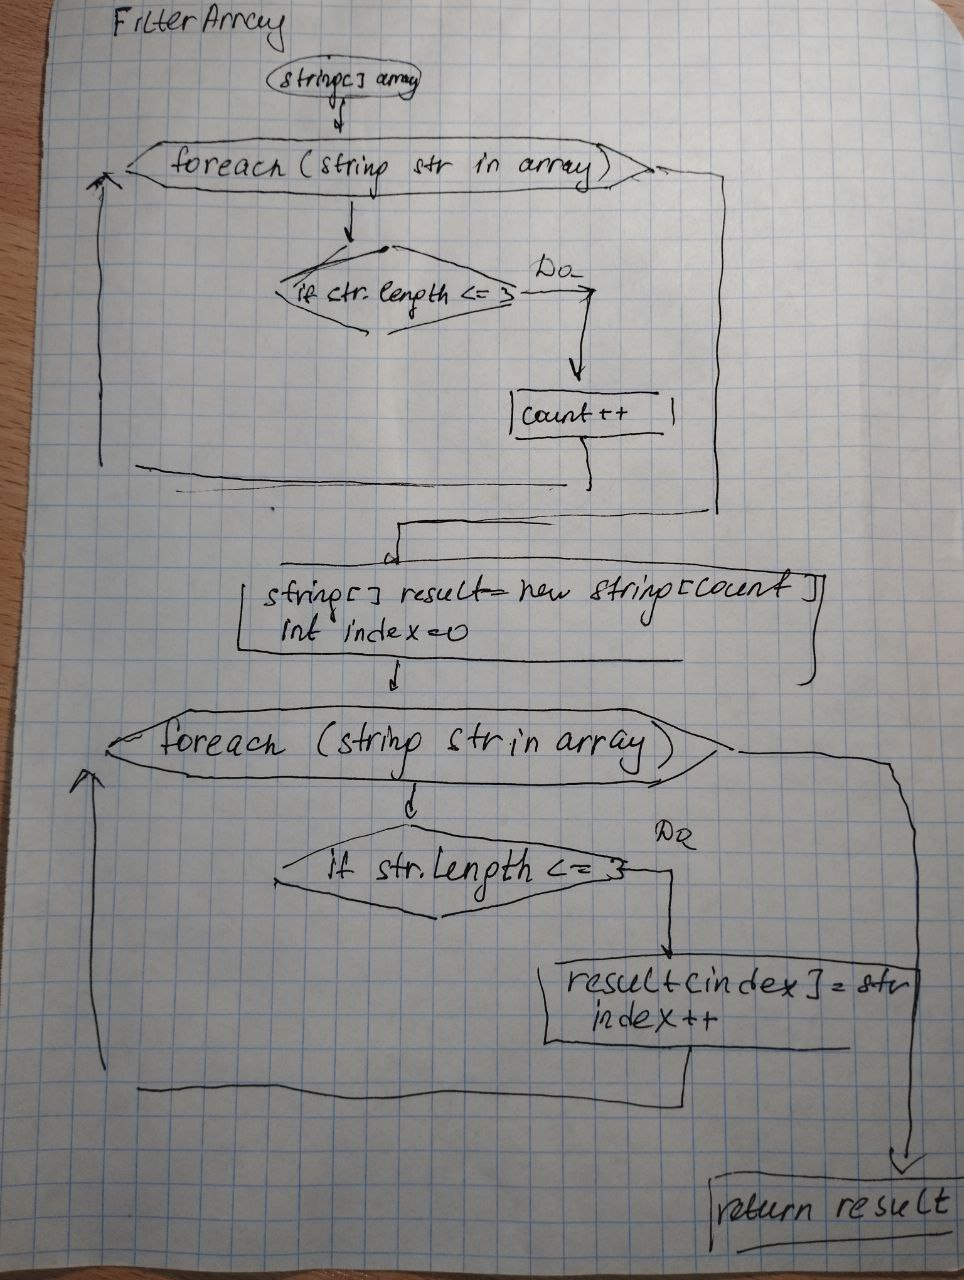 FilterArray
string[] array
foreach (string str in array)
if str.length <= 3
Да
count++
string[] result = new string[count]
int index=0
foreach (string str in array)
if str.length <= 3
Да
result[index] = str
index++
return result